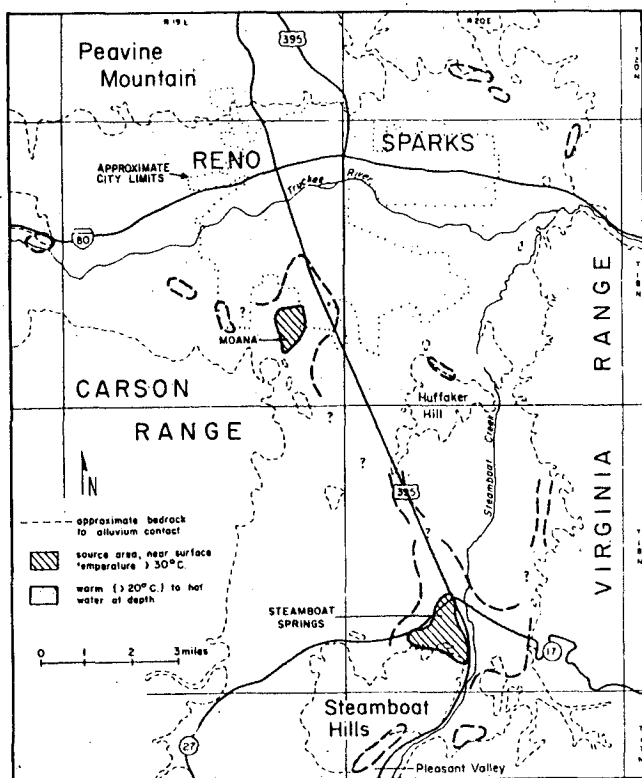 R 19 E
R 20 E
395
Peavine
Mountain
RENO
SPARKS
APPROXIMATE
CITY LIMITS
Truckee River
80
?
MOANA
RANGE
CARSON
RANGE
Huffaker
Hill
?
?
395
Steamboat Creek
VIRGINIA
N
?
?
approximate bedrock
to alluvium contact
source area, near surface
temperature > 30°C.
warm (>20°C.) to hot
water at depth
STEAMBOAT
SPRINGS
?
0 1 2 3 miles
17
Steamboat
Hills
27
Pleasant Valley